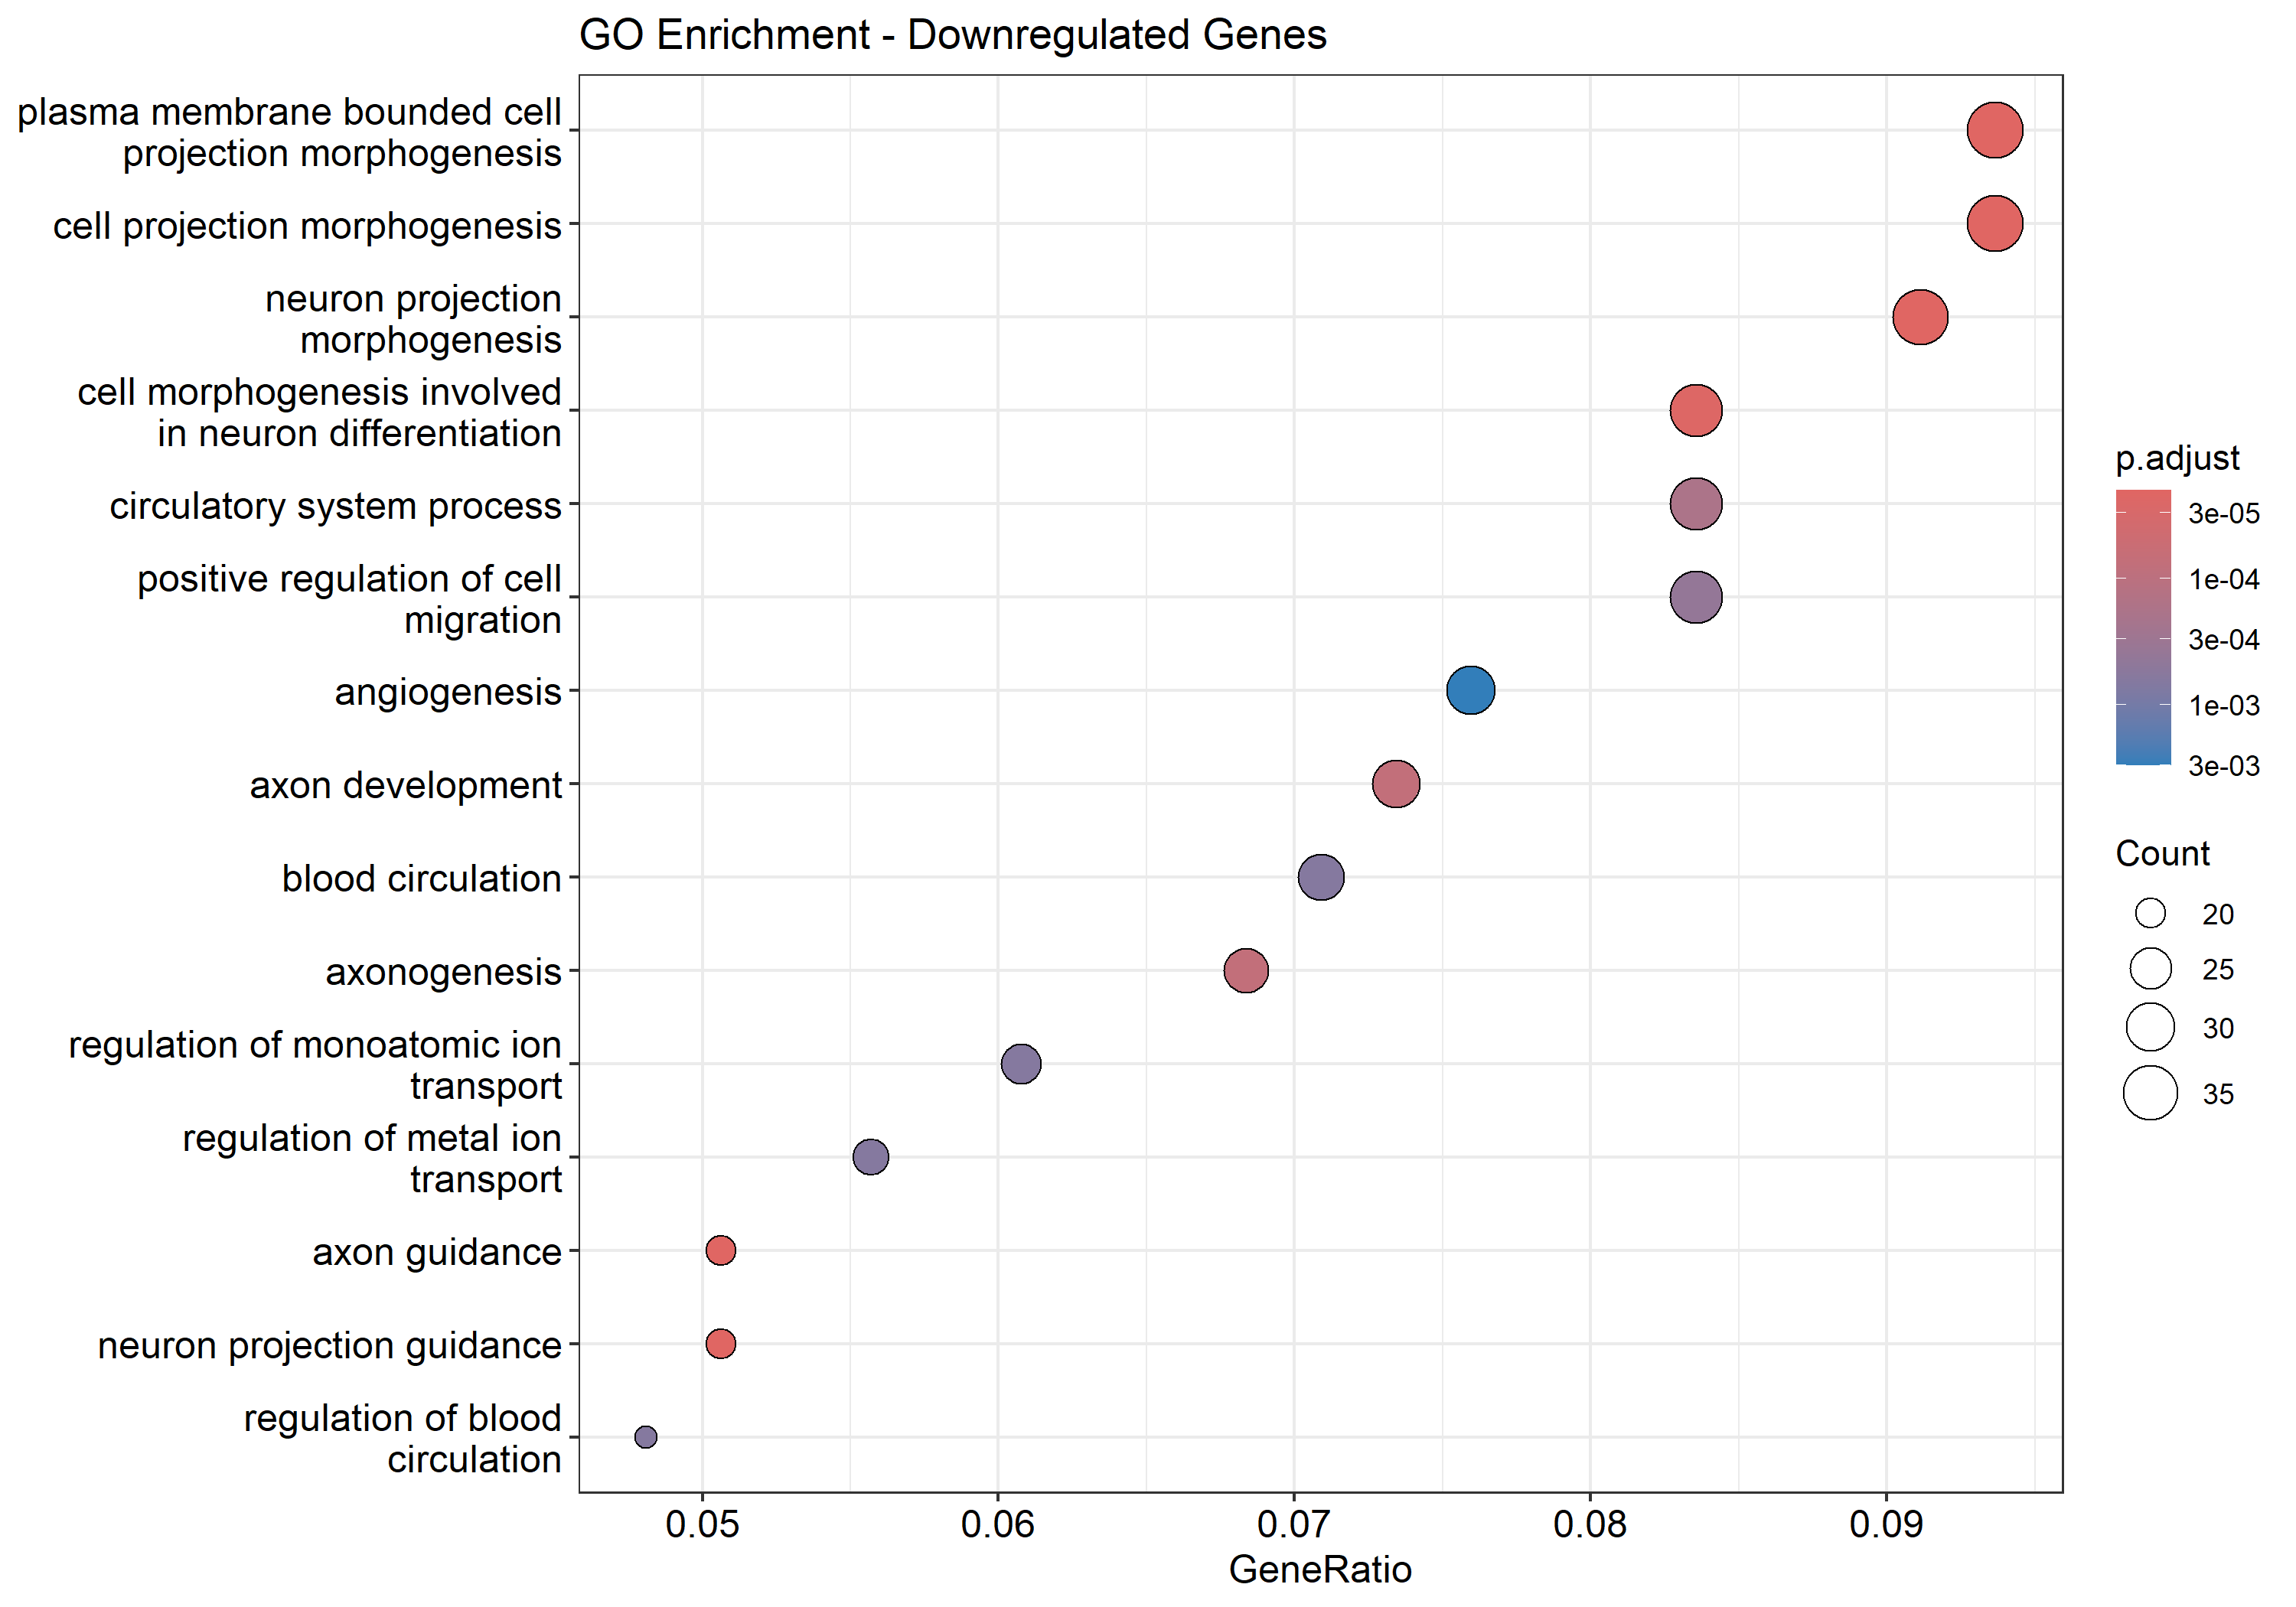 GO Enrichment - Downregulated Genes
plasma membrane bounded cell
projection morphogenesis
cell projection morphogenesis
neuron projection
morphogenesis
cell morphogenesis involved
in neuron differentiation
circulatory system process
positive regulation of cell
migration
angiogenesis
axon development
blood circulation
axonogenesis
regulation of monoatomic ion
transport
regulation of metal ion
transport
axon guidance
neuron projection guidance
regulation of blood
circulation
0.05 0.06 0.07 0.08 0.09
GeneRatio
p.adjust
3e-05
1e-04
3e-04
1e-03
3e-03
Count
20
25
30
35